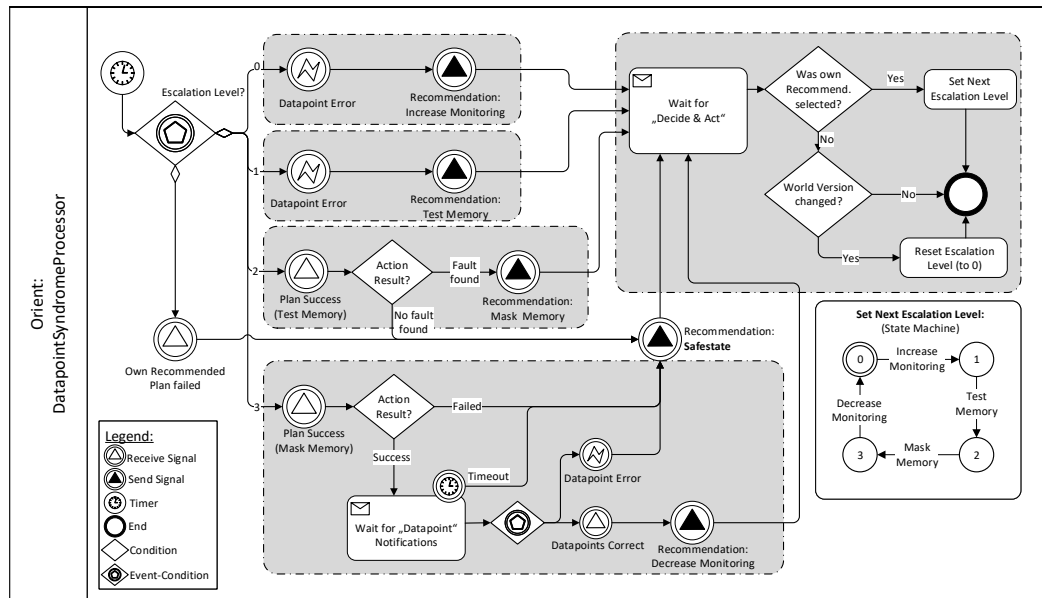 Orient:
DatapointSyndromeProcessor
Escalation Level?
0
Datapoint Error
Recommendation:
Increase Monitoring
1
Datapoint Error
Recommendation:
Test Memory
2
Plan Success
(Test Memory)
Action
Result?
Fault
found
No fault
found
Recommendation:
Mask Memory
Own Recommended
Plan failed
Recommendation:
Safestate
3
Plan Success
(Mask Memory)
Action
Result?
Failed
Success
Timeout
Wait for „Datapoint“
Notifications
Datapoint Error
Datapoints Correct
Recommendation:
Decrease Monitoring
Wait for
„Decide & Act“
Was own
Recommend.
selected?
Yes
Set Next
Escalation Level
No
World Version
changed?
No
Yes
Reset Escalation
Level (to 0)
Set Next Escalation Level:
(State Machine)
0
Increase
Monitoring
1
Test
Memory
2
Mask
Memory
3
Decrease
Monitoring
Legend:
Receive Signal
Send Signal
Timer
End
Condition
Event-Condition